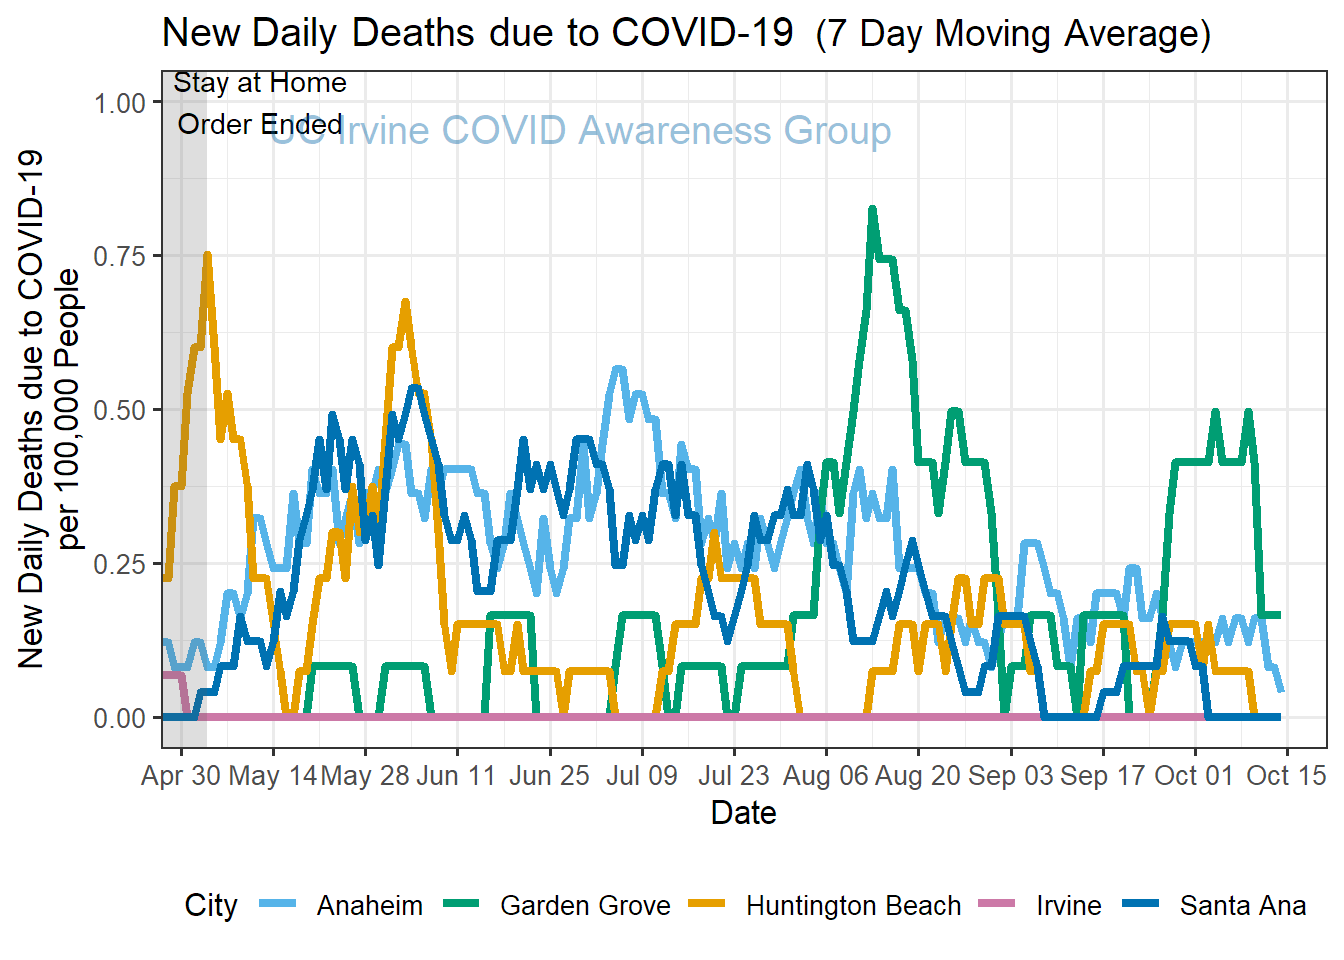 New Daily Deaths due to COVID-19 (7 Day Moving Average)
Stay at Home
Order Ended
UC Irvine COVID Awareness Group
New Daily Deaths due to COVID-19
per 100,000 People
1.00
0.75
0.50
0.25
0.00
Apr 30 May 14 May 28 Jun 11 Jun 25 Jul 09 Jul 23 Aug 06 Aug 20 Sep 03 Sep 17 Oct 01 Oct 15
Date
City Anaheim Garden Grove Huntington Beach Irvine Santa Ana